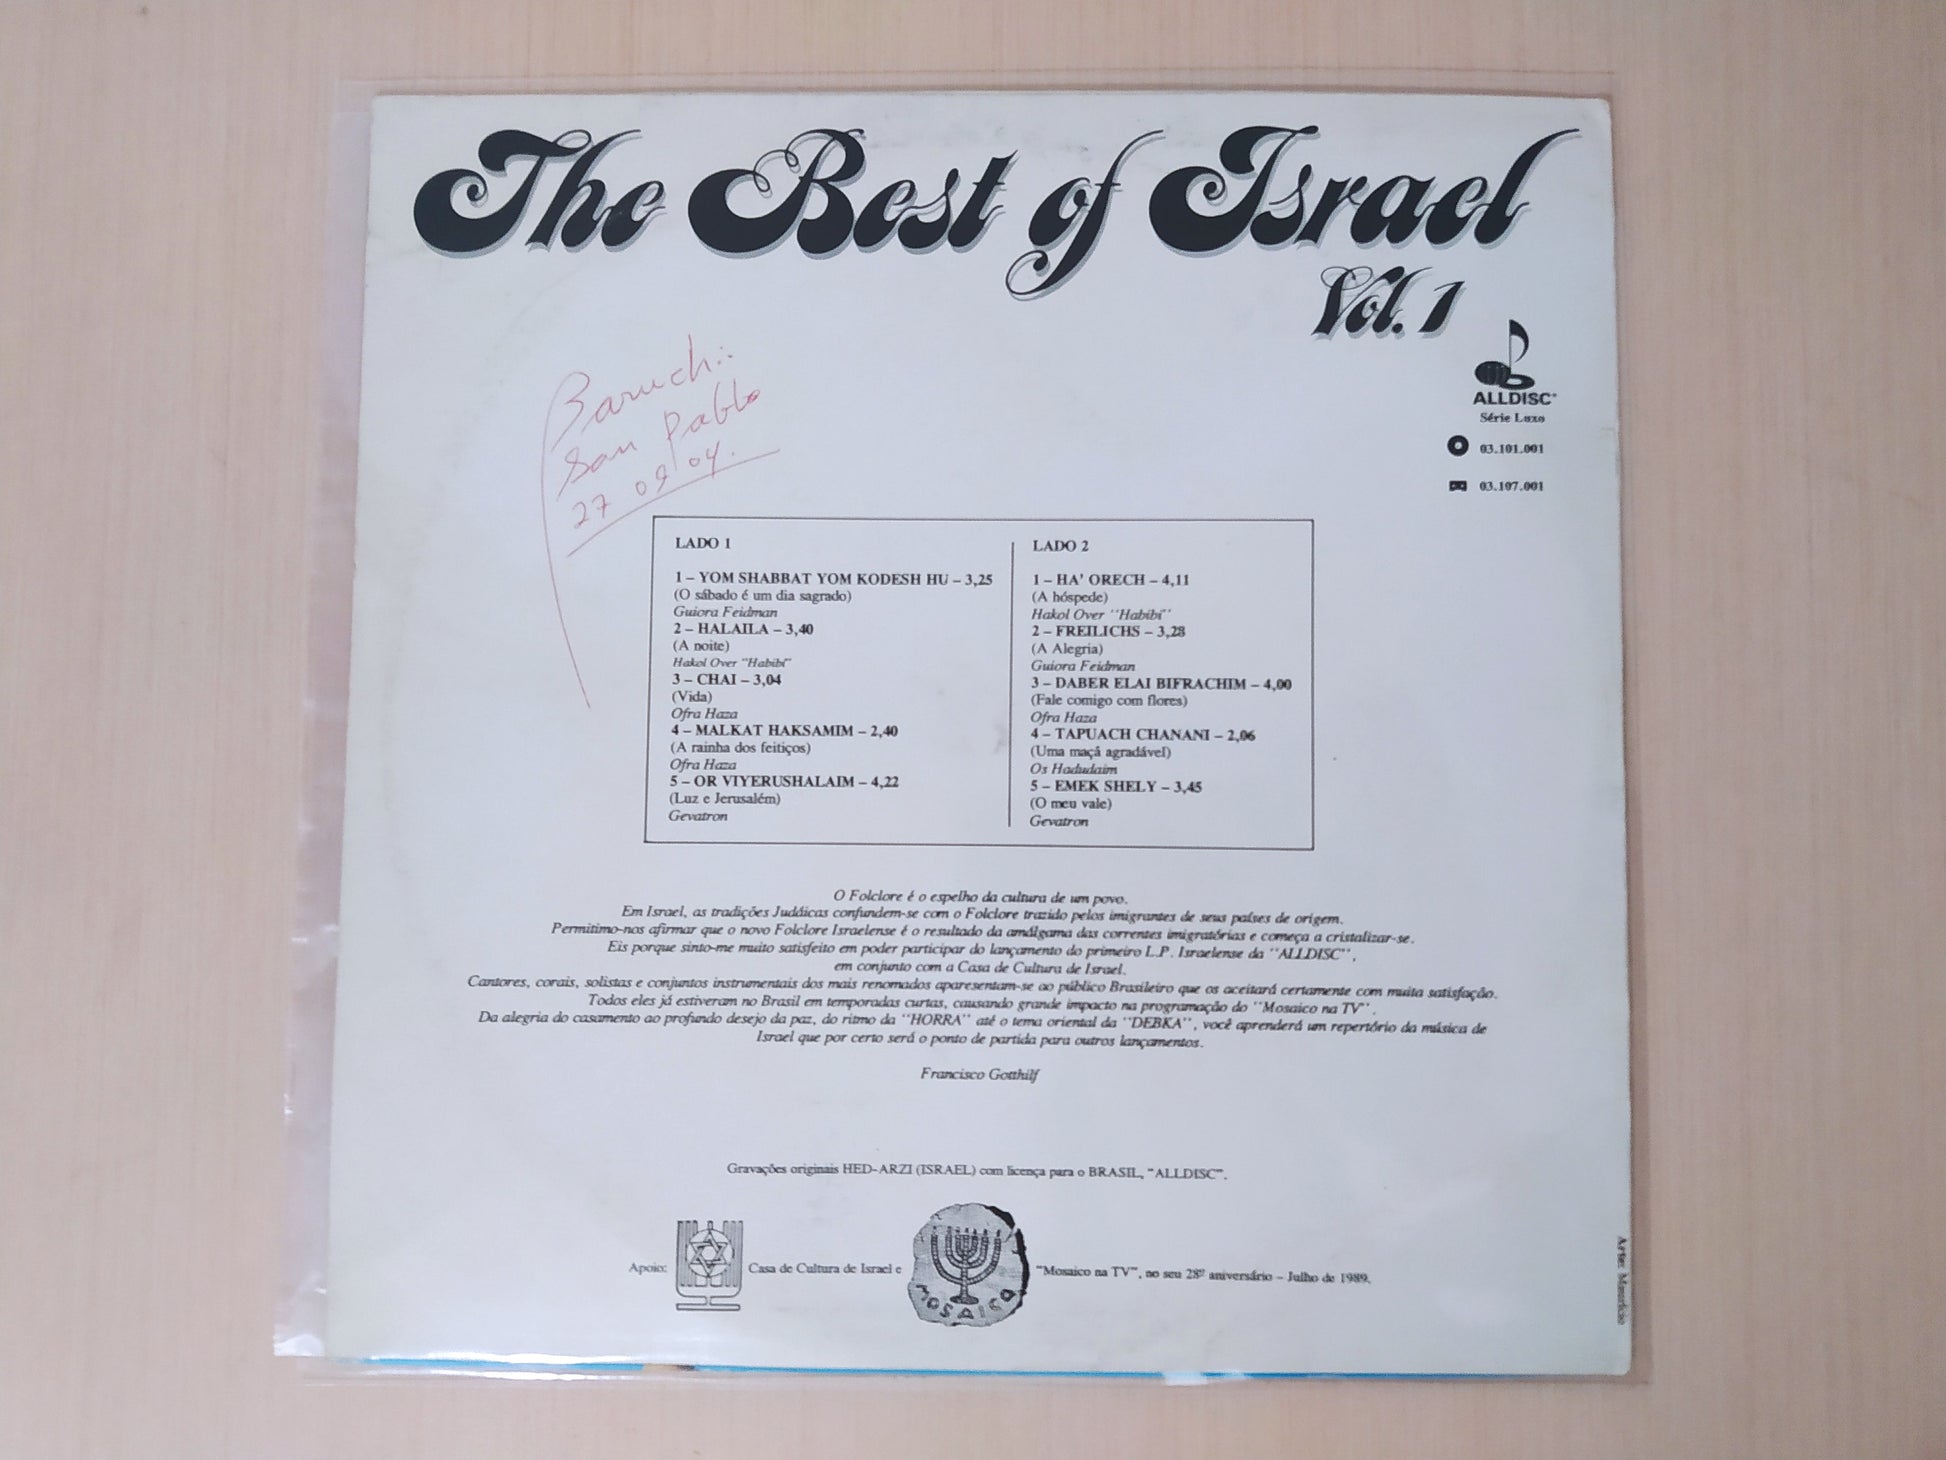 The Best of Israel
Vol. 1
ALLDISC
Série Luxo
03.101.001
03.107.001
Baruch
San Pablo
27 09 04.
LADO 1
1 – YOM SHABBAT YOM KODESH HU – 3,25
(O sábado é um dia sagrado)
Guiora Feidman
2 – HALAILA – 3,40
(A noite)
Hakol Over "Habibi"
3 – CHAI – 3,04
(Vida)
Ofra Haza
4 – MALKAT HAKSAMIM – 2,40
(A rainha dos feitiços)
Ofra Haza
5 – OR VIYERUSHALAIM – 4,22
(Luz e Jerusalém)
Gevatron
LADO 2
1 – HA' ORECH – 4,11
(A hóspede)
Hakol Over "Habibi"
2 – FREILICHS – 3,28
(A Alegria)
Guiora Feidman
3 – DABER ELAI BIFRACHIM – 4,00
(Fale comigo com flores)
Ofra Haza
4 – TAPUACH CHANANI – 2,06
(Uma maçã agradável)
Os Hadudaim
5 – EMEK SHELY – 3,45
(O meu vale)
Gevatron
O Folclore é o espelho da cultura de um povo.
Em Israel, as tradições Judáicas confundem-se com o Folclore trazido pelos imigrantes de seus países de origem.
Permitimo-nos afirmar que o novo Folclore Israelense é o resultado da amálgama das correntes imigratórias e começa a cristalizar-se.
Eis porque sinto-me muito satisfeito em poder participar do lançamento do primeiro L.P. Israelense da "ALLDISC",
em conjunto com a Casa de Cultura de Israel.
Cantores, corais, solistas e conjuntos instrumentais dos mais renomados apresentam-se ao público Brasileiro que os aceitará certamente com muita satisfação.
Todos eles já estiveram no Brasil em temporadas curtas, causando grande impacto na programação do "Mosaico na TV".
Da alegria do casamento ao profundo desejo da paz, do ritmo da "HORRA" até o tema oriental da "DEBKA", você aprenderá um repertório da música de
Israel que por certo será o ponto de partida para outros lançamentos.
Francisco Gotthilf
Gravações originais HED-ARZI (ISRAEL) com licença para o BRASIL, "ALLDISC".
Apoio: Casa de Cultura de Israel e MOSAICO "Mosaico na TV", no seu 28º aniversário – Julho de 1989.